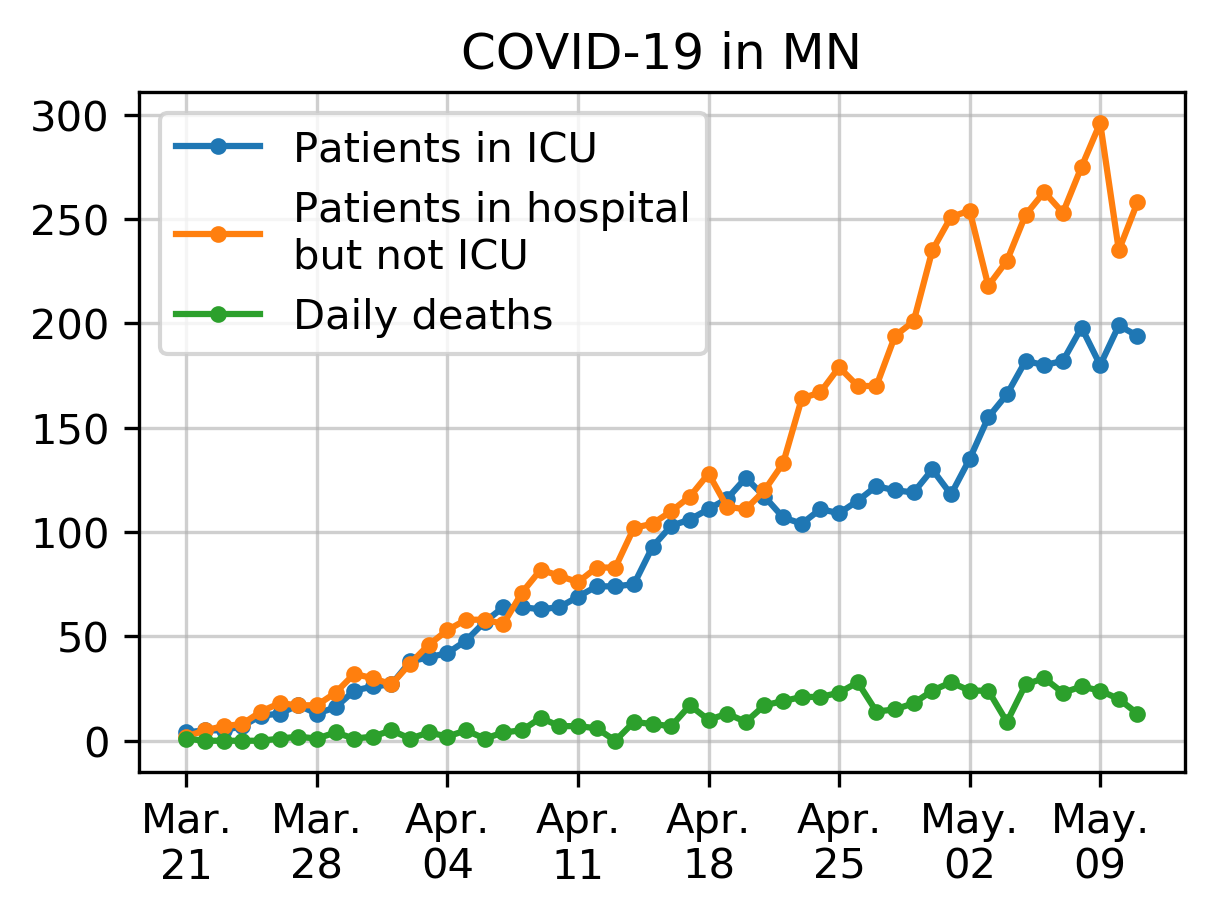 COVID-19 in MN
300
250
200
150
100
50
0
Patients in ICU
Patients in hospital
but not ICU
Daily deaths
Mar. Mar. Apr. Apr. Apr. Apr. May. May.
21 28 04 11 18 25 02 09